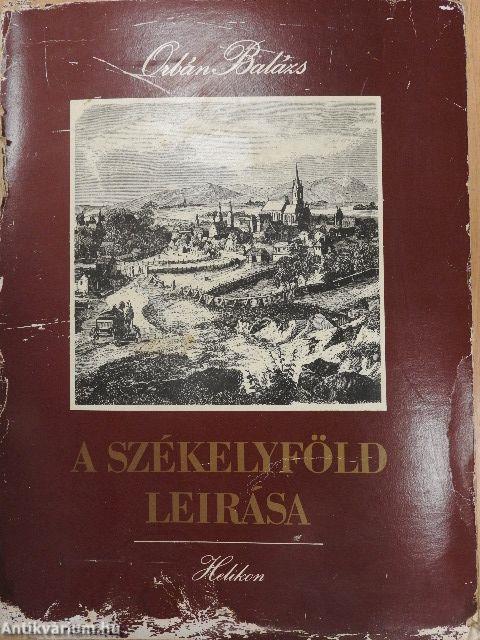 Orbán Balázs
A SZÉKELYFÖLD
LEIRÁSA
Helikon
Antikvarium.hu